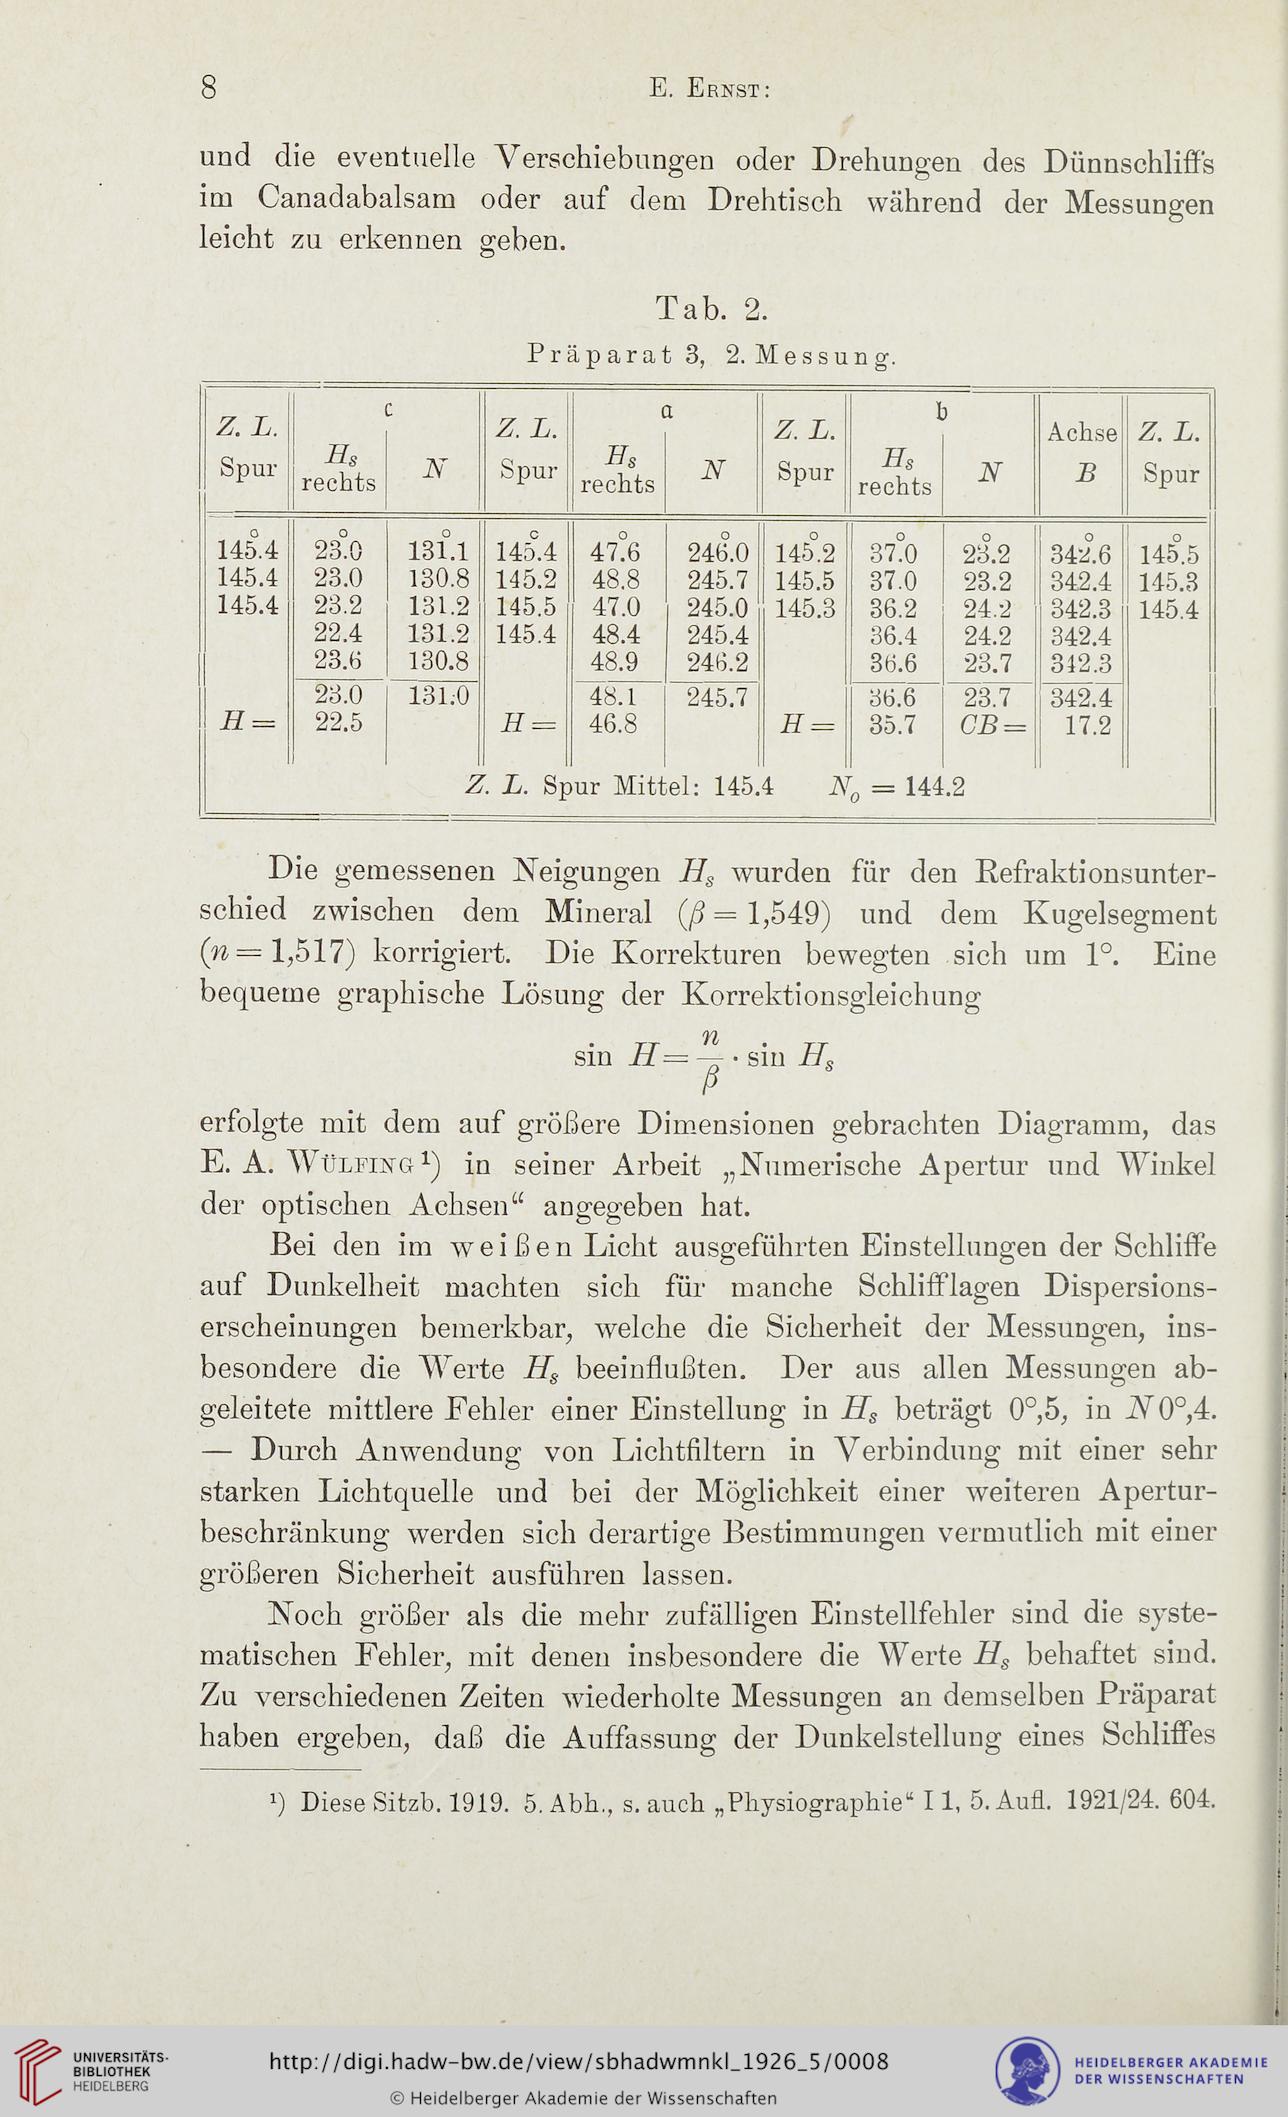 8 E. Ernst:
und die eventuelle Verschiebungen oder Drehungen des Dünnschliffs
im Canadabalsam oder auf dem Drehtisch während der Messungen
leicht zu erkennen geben.
Tab. 2.
Präparat 3, 2. Messung.
Z. L. Spur | c Hs rechts | N | Z. L. Spur | a Hs rechts | N | Z. L. Spur | b Hs rechts | N | Achse B | Z. L. Spur
145°.4 | 23°.0 | 131°.1 | 145°.4 | 47°.6 | 246°.0 | 145°.2 | 37°.0 | 23°.2 | 342°.6 | 145°.5
145.4 | 23.0 | 130.8 | 145.2 | 48.8 | 245.7 | 145.5 | 37.0 | 23.2 | 342.4 | 145.3
145.4 | 23.2 | 131.2 | 145.5 | 47.0 | 245.0 | 145.3 | 36.2 | 24.2 | 342.3 | 145.4
22.4 | 131.2 | 145.4 | 48.4 | 245.4 | 36.4 | 24.2 | 342.4
23.6 | 130.8 | 48.9 | 246.2 | 36.6 | 23.7 | 342.3
23.0 | 131.0 | 48.1 | 245.7 | 36.6 | 23.7 | 342.4
H = | 22.5 | H = | 46.8 | H = | 35.7 | CB = | 17.2
Z. L. Spur Mittel: 145.4 N0 = 144.2
Die gemessenen Neigungen Hs wurden für den Refraktionsunter-
schied zwischen dem Mineral (β = 1,549) und dem Kugelsegment
(n = 1,517) korrigiert. Die Korrekturen bewegten sich um 1°. Eine
bequeme graphische Lösung der Korrektionsgleichung
sin H = n/β · sin Hs
erfolgte mit dem auf größere Dimensionen gebrachten Diagramm, das
E. A. Wülfing¹) in seiner Arbeit „Numerische Apertur und Winkel
der optischen Achsen“ angegeben hat.
Bei den im weißen Licht ausgeführten Einstellungen der Schliffe
auf Dunkelheit machten sich für manche Schlifflagen Dispersions-
erscheinungen bemerkbar, welche die Sicherheit der Messungen, ins-
besondere die Werte Hs beeinflußten. Der aus allen Messungen ab-
geleitete mittlere Fehler einer Einstellung in Hs beträgt 0°,5, in N 0°,4.
— Durch Anwendung von Lichtfiltern in Verbindung mit einer sehr
starken Lichtquelle und bei der Möglichkeit einer weiteren Apertur-
beschränkung werden sich derartige Bestimmungen vermutlich mit einer
größeren Sicherheit ausführen lassen.
Noch größer als die mehr zufälligen Einstellfehler sind die syste-
matischen Fehler, mit denen insbesondere die Werte Hs behaftet sind.
Zu verschiedenen Zeiten wiederholte Messungen an demselben Präparat
haben ergeben, daß die Auffassung der Dunkelstellung eines Schliffes
¹) Diese Sitzb. 1919. 5. Abh., s. auch „Physiographie“ I 1, 5. Aufl. 1921/24. 604.
UNIVERSITÄTS-
BIBLIOTHEK
HEIDELBERG
http://digi.hadw-bw.de/view/sbhadwmnkl_1926_5/0008
© Heidelberger Akademie der Wissenschaften
HEIDELBERGER AKADEMIE
DER WISSENSCHAFTEN